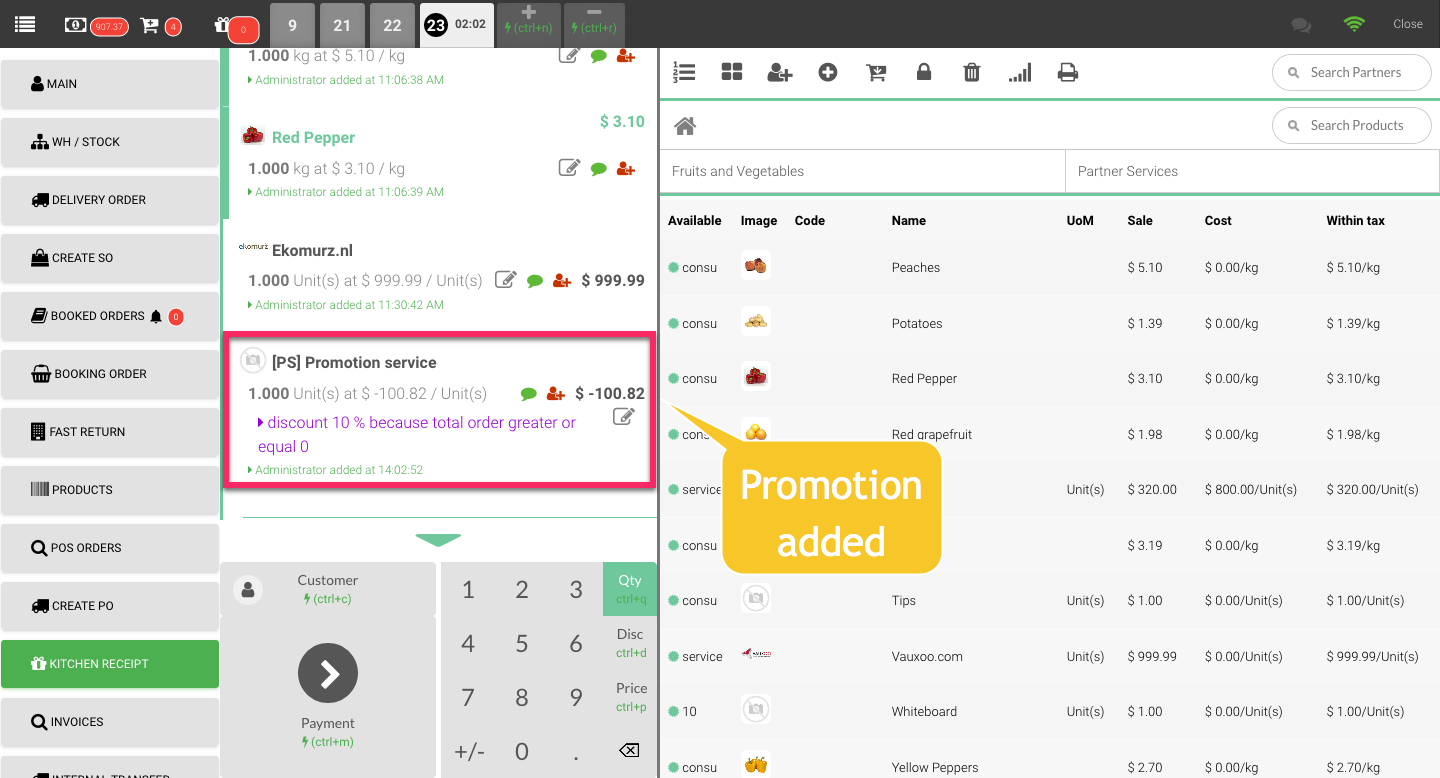 907.37
4
0
9
21
22
23 02:02
(ctrl+n)
(ctrl+r)
Close
MAIN
WH / STOCK
DELIVERY ORDER
CREATE SO
BOOKED ORDERS 0
BOOKING ORDER
FAST RETURN
PRODUCTS
POS ORDERS
CREATE PO
KITCHEN RECEIPT
INVOICES
INTERNAL TRANSFER
1.000 kg at $ 5.10 / kg
Administrator added at 11:06:38 AM
$ 3.10
Red Pepper
1.000 kg at $ 3.10 / kg
Administrator added at 11:06:39 AM
ekomurz Ekomurz.nl
1.000 Unit(s) at $ 999.99 / Unit(s) $ 999.99
Administrator added at 11:30:42 AM
[PS] Promotion service
1.000 Unit(s) at $ -100.82 / Unit(s) $ -100.82
discount 10 % because total order greater or
equal 0
Administrator added at 14:02:52
Customer
(ctrl+c)
Payment
(ctrl+m)
1 2 3 Qty
ctrl+q
4 5 6 Disc
ctrl+d
7 8 9 Price
ctrl+p
+/- 0 .
Search Partners
Search Products
Fruits and Vegetables Partner Services
Available Image Code Name UoM Sale Cost Within tax
consu Peaches $ 5.10 $ 0.00/kg $ 5.10/kg
consu Potatoes $ 1.39 $ 0.00/kg $ 1.39/kg
consu Red Pepper $ 3.10 $ 0.00/kg $ 3.10/kg
Red grapefruit $ 1.98 $ 0.00/kg $ 1.98/kg
service Unit(s) $ 320.00 $ 800.00/Unit(s) $ 320.00/Unit(s)
consu $ 3.19 $ 0.00/kg $ 3.19/kg
consu Tips Unit(s) $ 1.00 $ 0.00/Unit(s) $ 1.00/Unit(s)
service Vauxoo.com Unit(s) $ 999.99 $ 0.00/Unit(s) $ 999.99/Unit(s)
10 Whiteboard Unit(s) $ 1.00 $ 0.00/Unit(s) $ 1.00/Unit(s)
consu Yellow Peppers $ 2.70 $ 0.00/kg $ 2.70/kg
Promotion
added